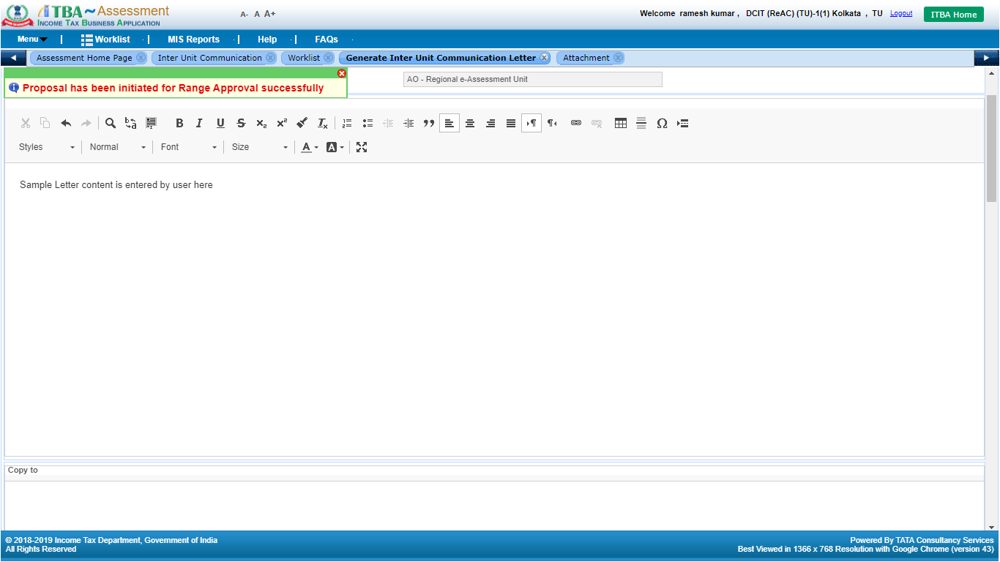 iTBA ~ Assessment
INCOME TAX BUSINESS APPLICATION
A- A A+
Welcome ramesh kumar , DCIT (ReAC) (TU)-1(1) Kolkata , TU Logout ITBA Home
Menu | Worklist | MIS Reports | Help | FAQs
Assessment Home Page Inter Unit Communication Worklist Generate Inter Unit Communication Letter Attachment
AO - Regional e-Assessment Unit
Proposal has been initiated for Range Approval successfully
Styles Normal Font Size
Sample Letter content is entered by user here
Copy to
© 2018-2019 Income Tax Department, Government of India
All Rights Reserved
Powered By TATA Consultancy Services
Best Viewed in 1366 x 768 Resolution with Google Chrome (version 43)